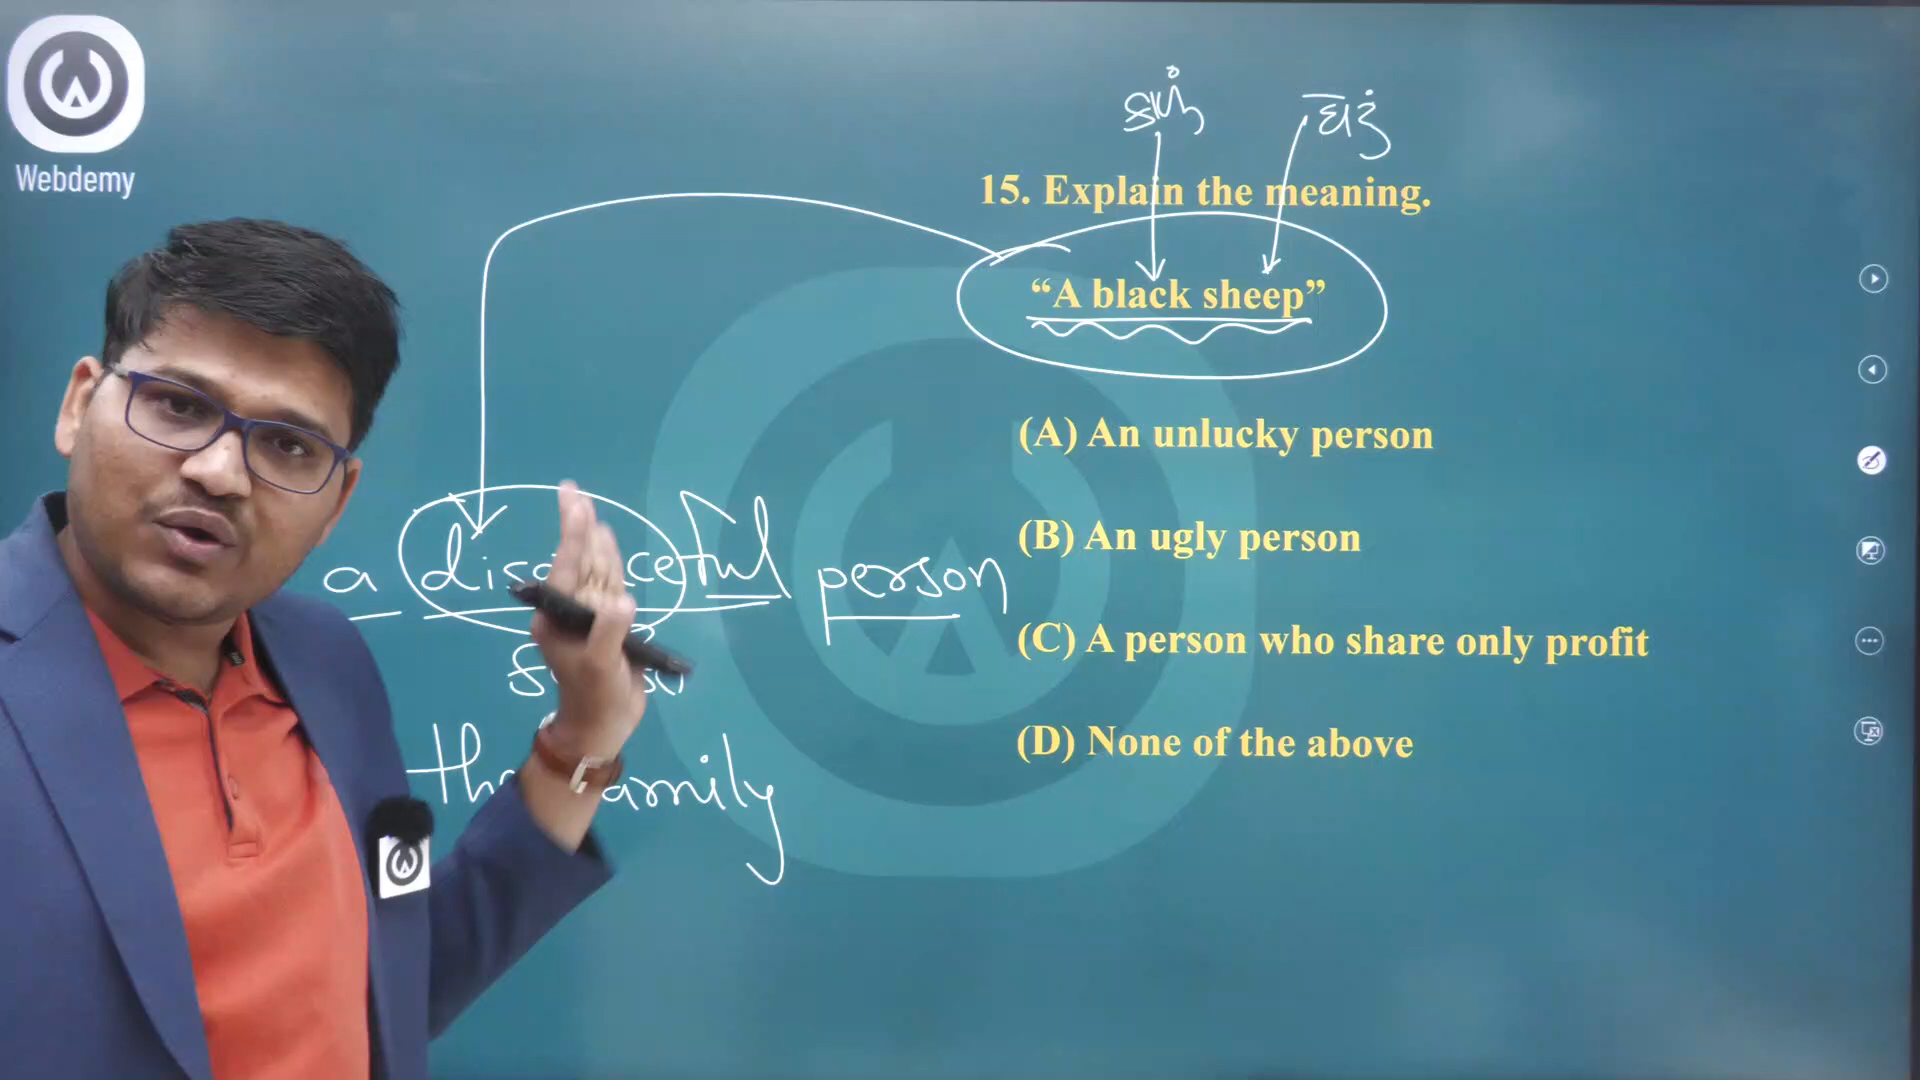 Webdemy
કાળું
ઘેટું
15. Explain the meaning.
“A black sheep”
(A) An unlucky person
(B) An ugly person
(C) A person who share only profit
(D) None of the above
a person